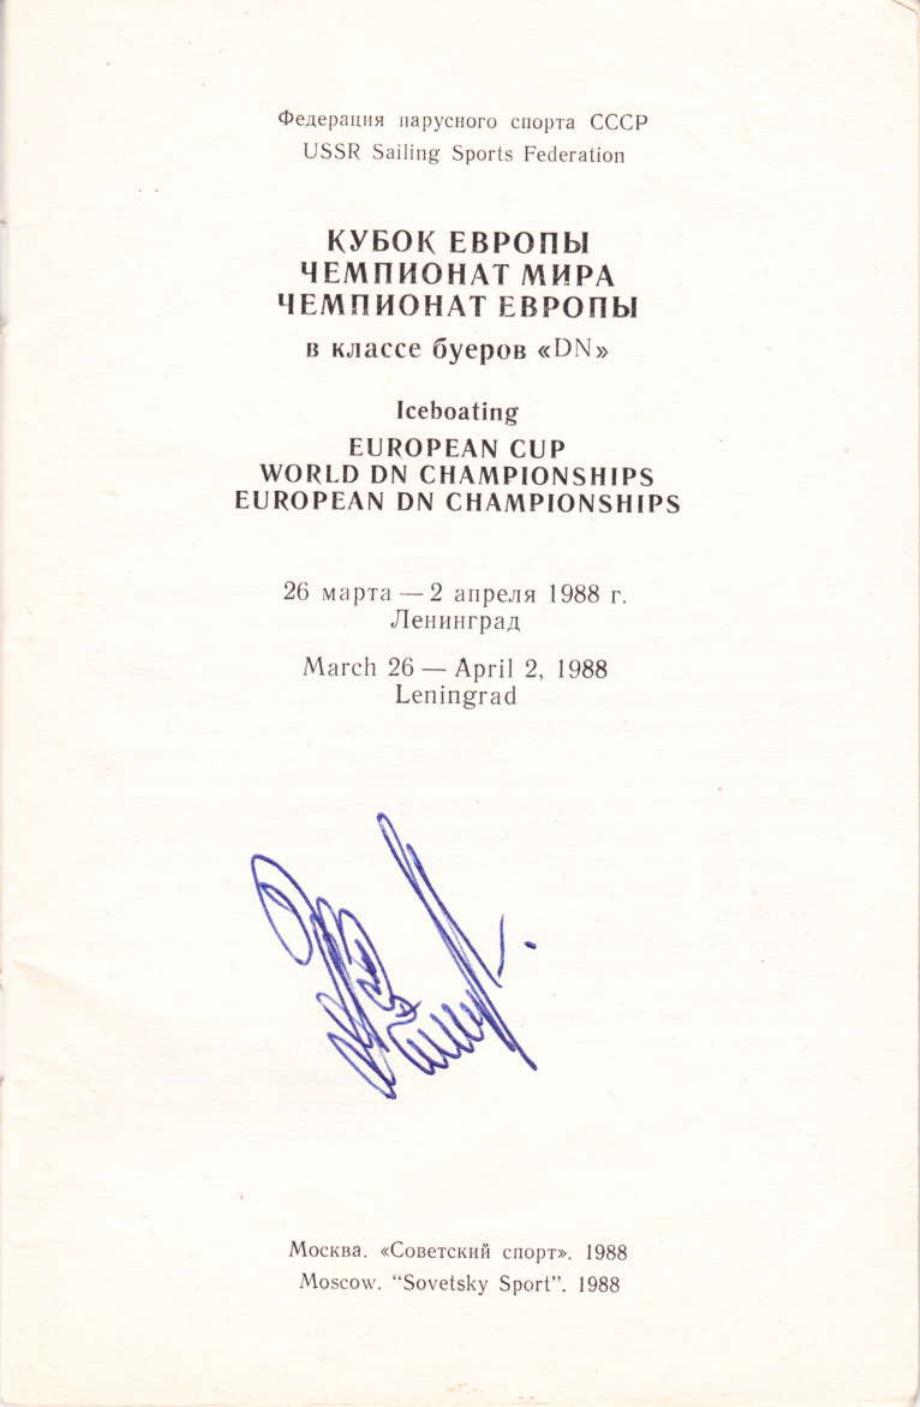 Федерация парусного спорта СССР
USSR Sailing Sports Federation
КУБОК ЕВРОПЫ
ЧЕМПИОНАТ МИРА
ЧЕМПИОНАТ ЕВРОПЫ
в классе буеров «DN»
Iceboating
EUROPEAN CUP
WORLD DN CHAMPIONSHIPS
EUROPEAN DN CHAMPIONSHIPS
26 марта — 2 апреля 1988 г.
Ленинград
March 26 — April 2, 1988
Leningrad
Москва. «Советский спорт». 1988
Moscow. “Sovetsky Sport”. 1988